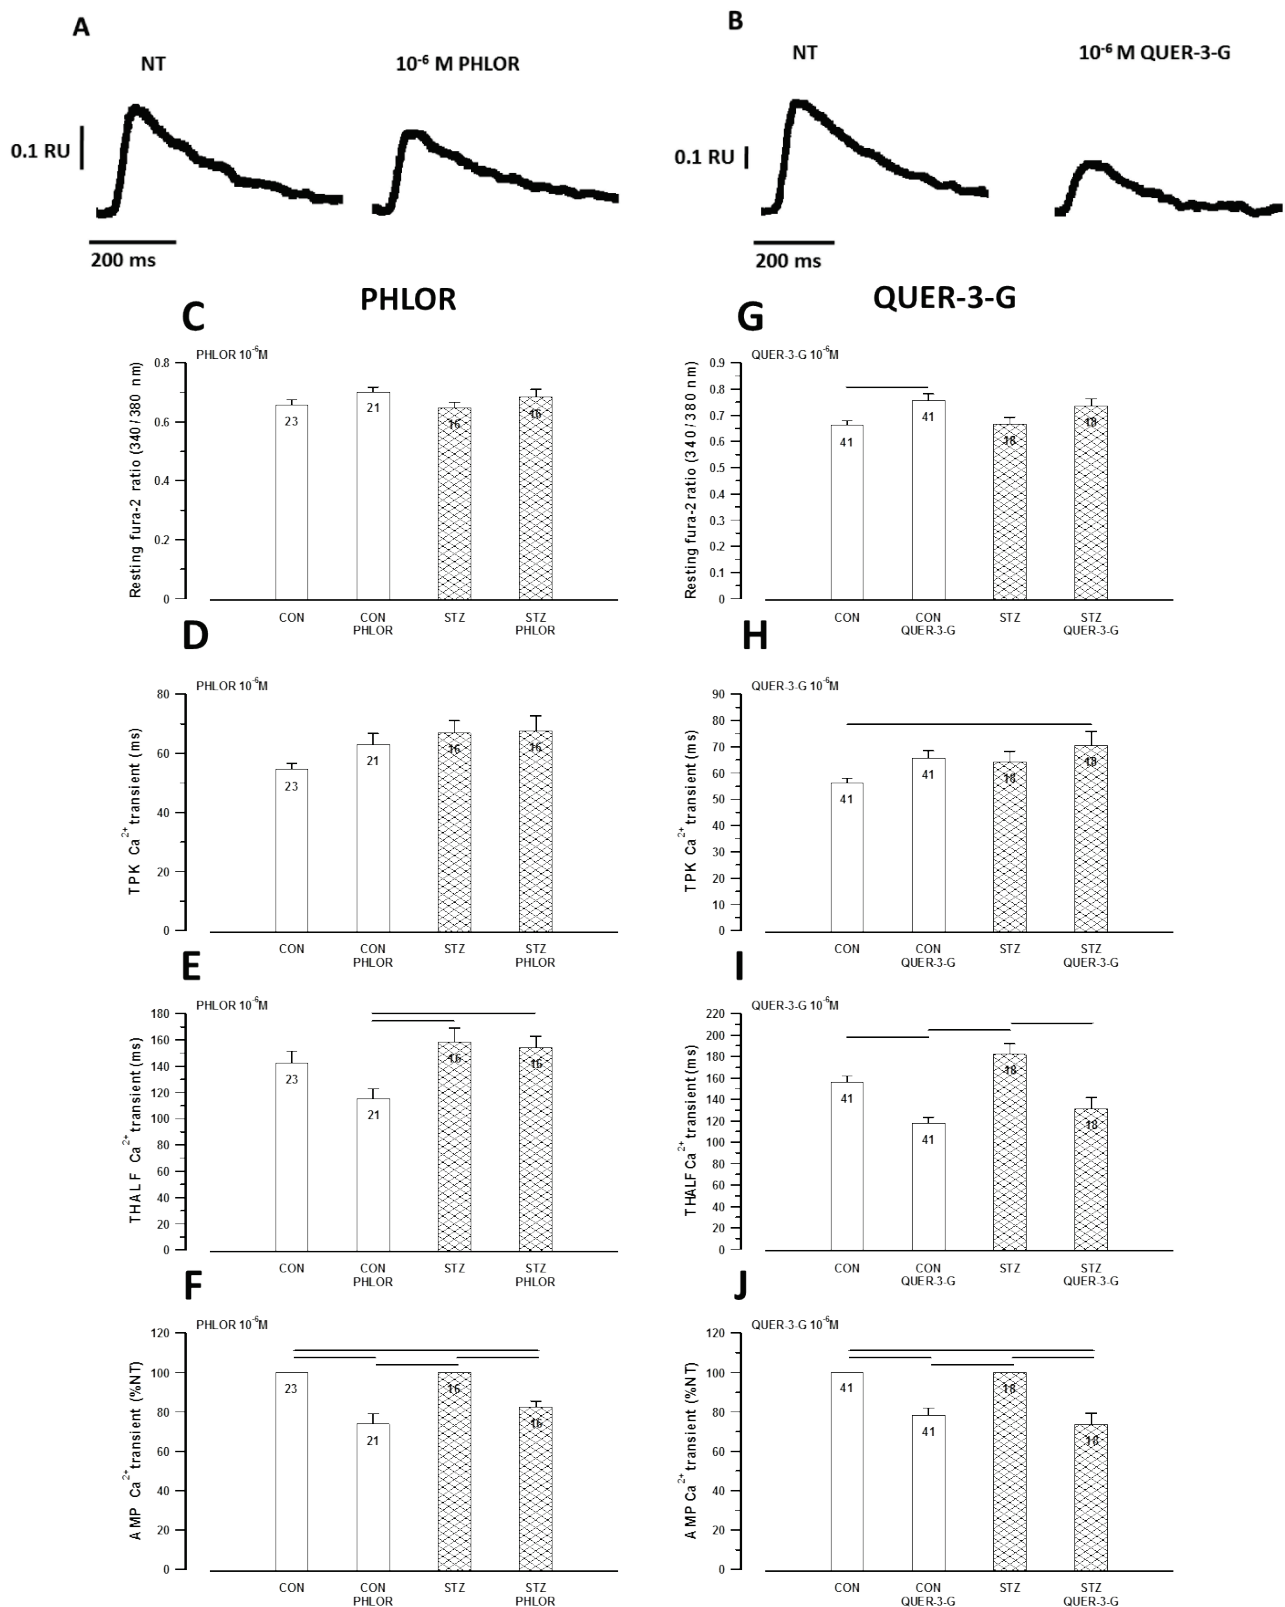 A
NT
10⁻⁶ M PHLOR
0.1 RU
200 ms
B
NT
10⁻⁶ M QUER-3-G
0.1 RU
200 ms
PHLOR
QUER-3-G
C
PHLOR 10⁻⁶M
Resting fura-2 ratio (340/380 nm)
0.8
0.6
0.4
0.2
0
23
21
16
16
CON
CON
PHLOR
STZ
STZ
PHLOR
G
QUER-3-G 10⁻⁶M
Resting fura-2 ratio (340/380 nm)
0.9
0.8
0.7
0.6
0.5
0.4
0.3
0.2
0.1
0
41
41
18
18
CON
CON
QUER-3-G
STZ
STZ
QUER-3-G
D
PHLOR 10⁻⁶M
TPK Ca²⁺ transient (ms)
80
60
40
20
0
23
21
16
16
CON
CON
PHLOR
STZ
STZ
PHLOR
H
QUER-3-G 10⁻⁶M
TPK Ca²⁺ transient (ms)
90
80
70
60
50
40
30
20
10
0
41
41
18
18
CON
CON
QUER-3-G
STZ
STZ
QUER-3-G
E
PHLOR 10⁻⁶M
THALF Ca²⁺ transient (ms)
180
160
140
120
100
80
60
40
20
0
23
21
16
16
CON
CON
PHLOR
STZ
STZ
PHLOR
I
QUER-3-G 10⁻⁶M
THALF Ca²⁺ transient (ms)
220
200
180
160
140
120
100
80
60
40
20
0
41
41
18
18
CON
CON
QUER-3-G
STZ
STZ
QUER-3-G
F
PHLOR 10⁻⁶M
AMP Ca²⁺ transient (%NT)
120
100
80
60
40
20
0
23
21
16
16
CON
CON
PHLOR
STZ
STZ
PHLOR
J
QUER-3-G 10⁻⁶M
AMP Ca²⁺ transient (%NT)
120
100
80
60
40
20
0
41
41
18
18
CON
CON
QUER-3-G
STZ
STZ
QUER-3-G